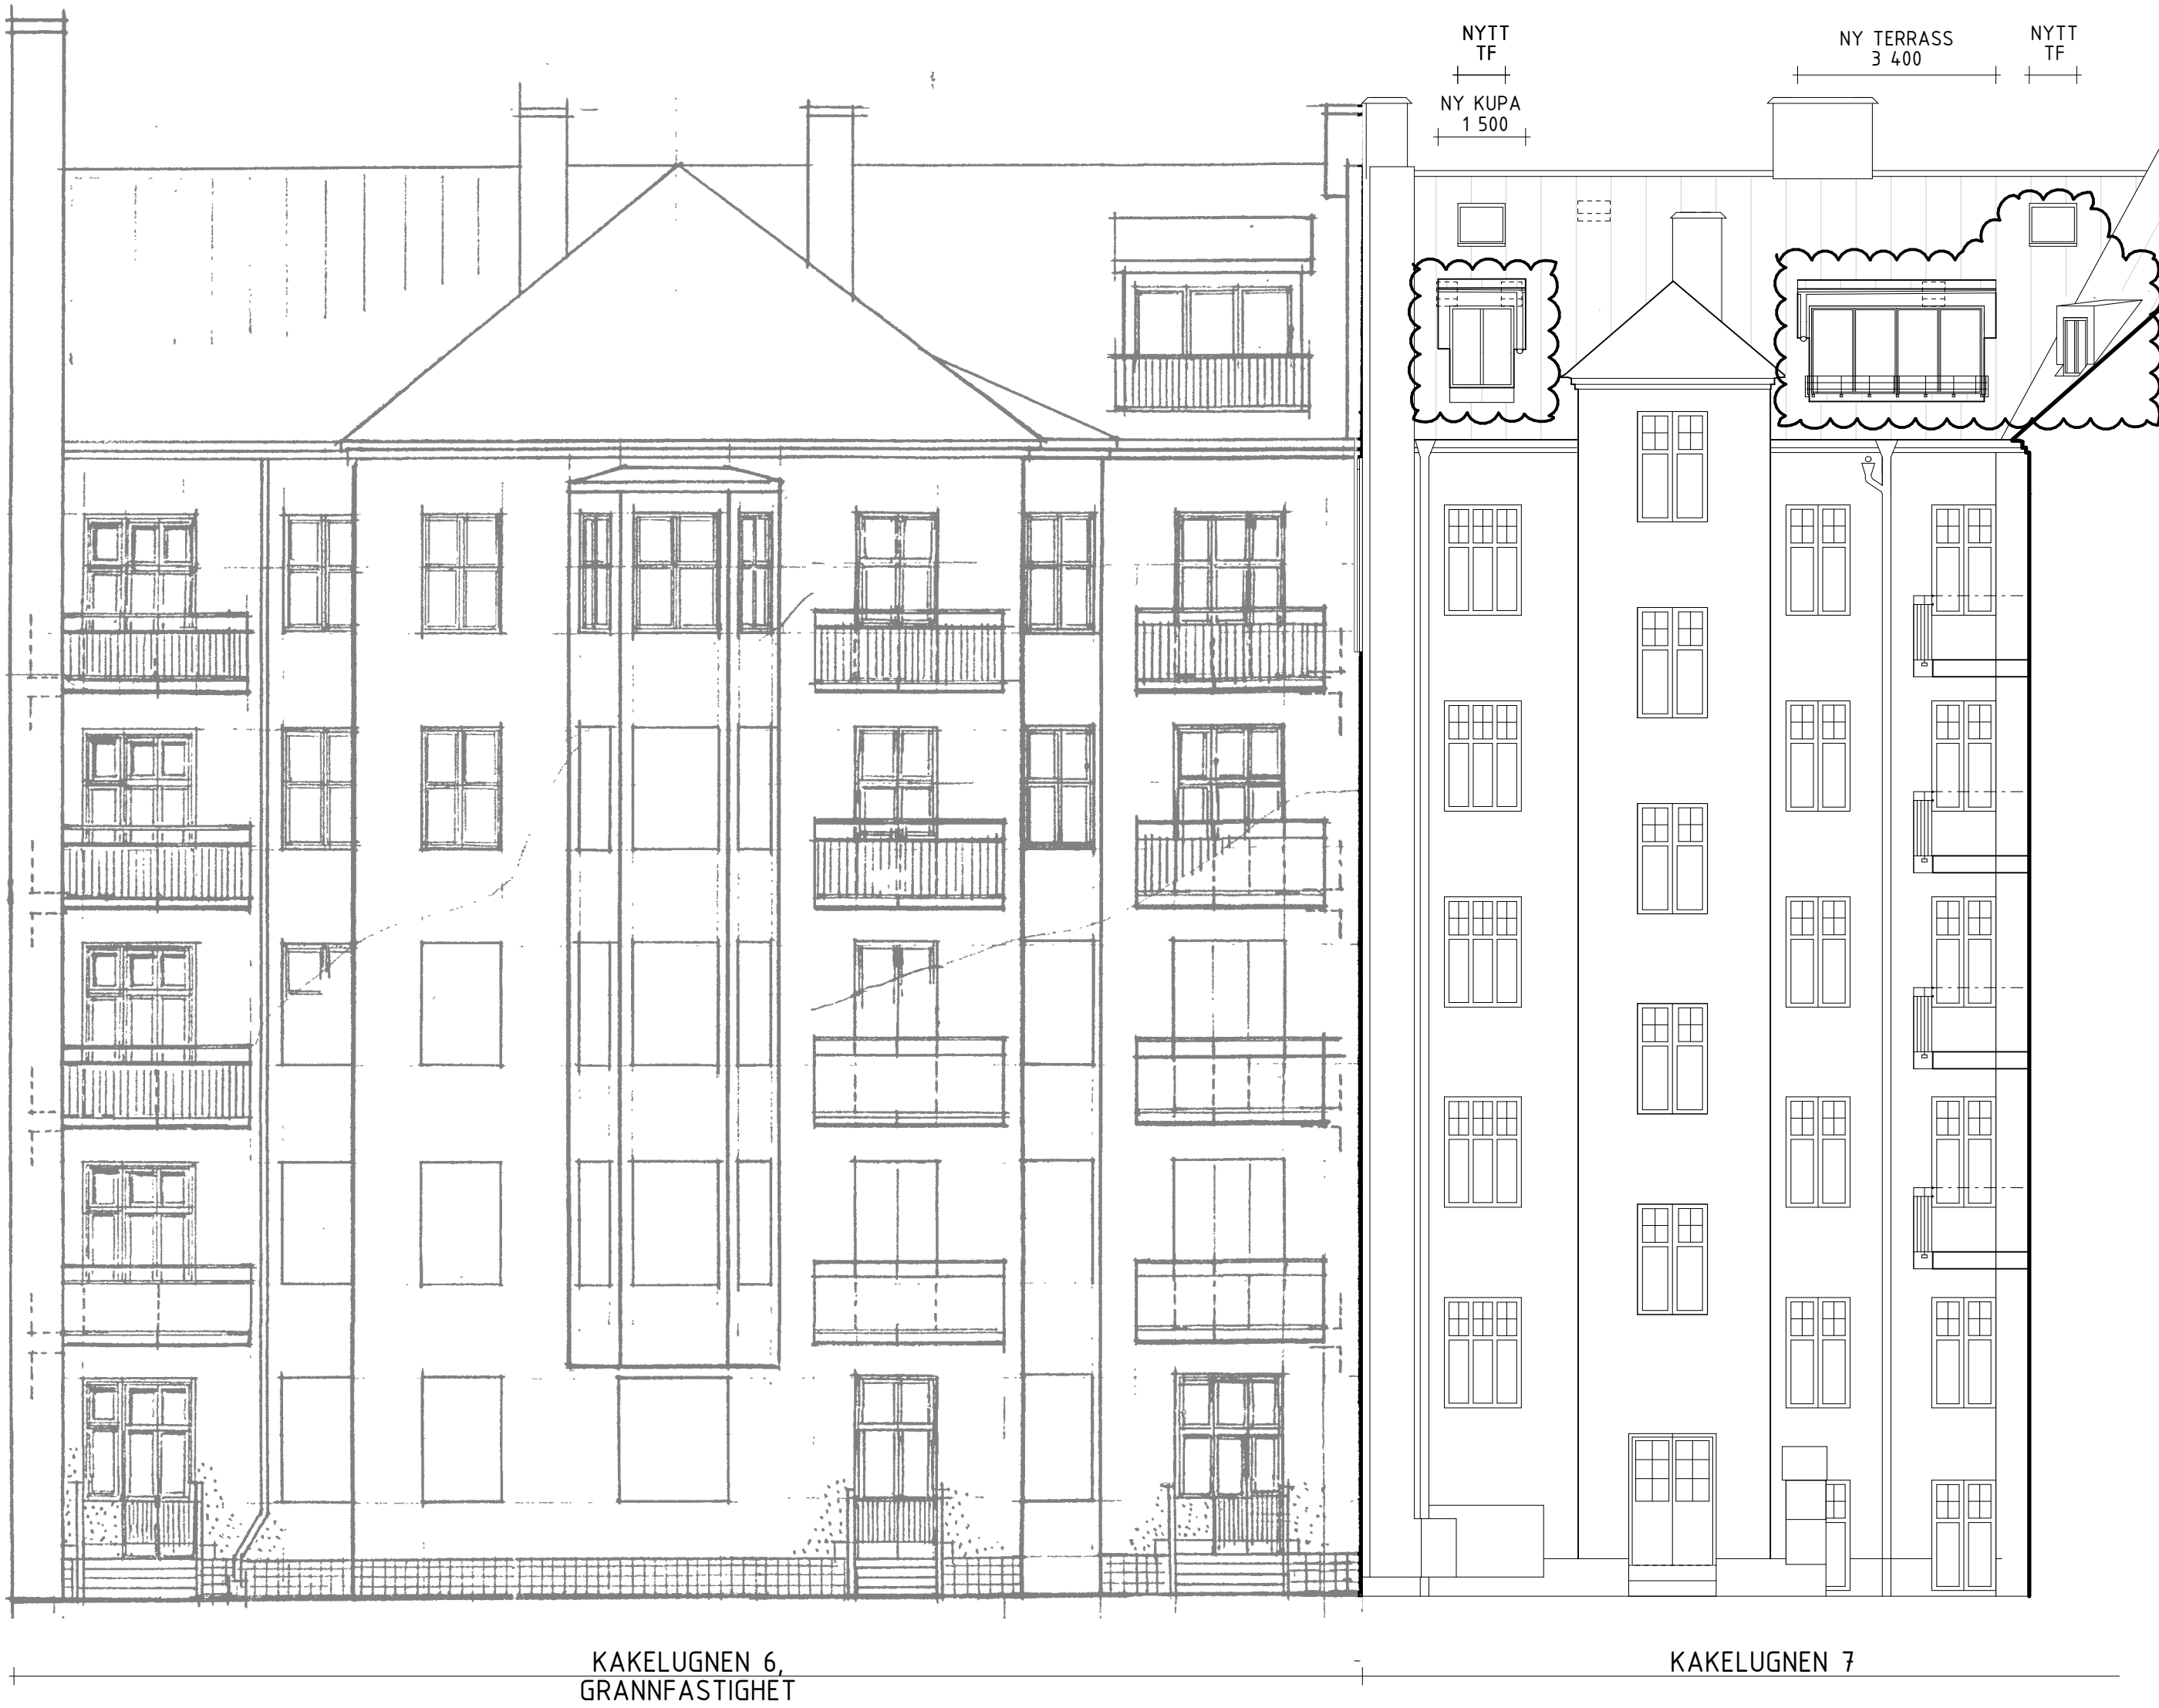 NYTT
TF
NY KUPA
1 500
NY TERRASS
3 400
NYTT
TF
KAKELUGNEN 6,
GRANNFASTIGHET
KAKELUGNEN 7